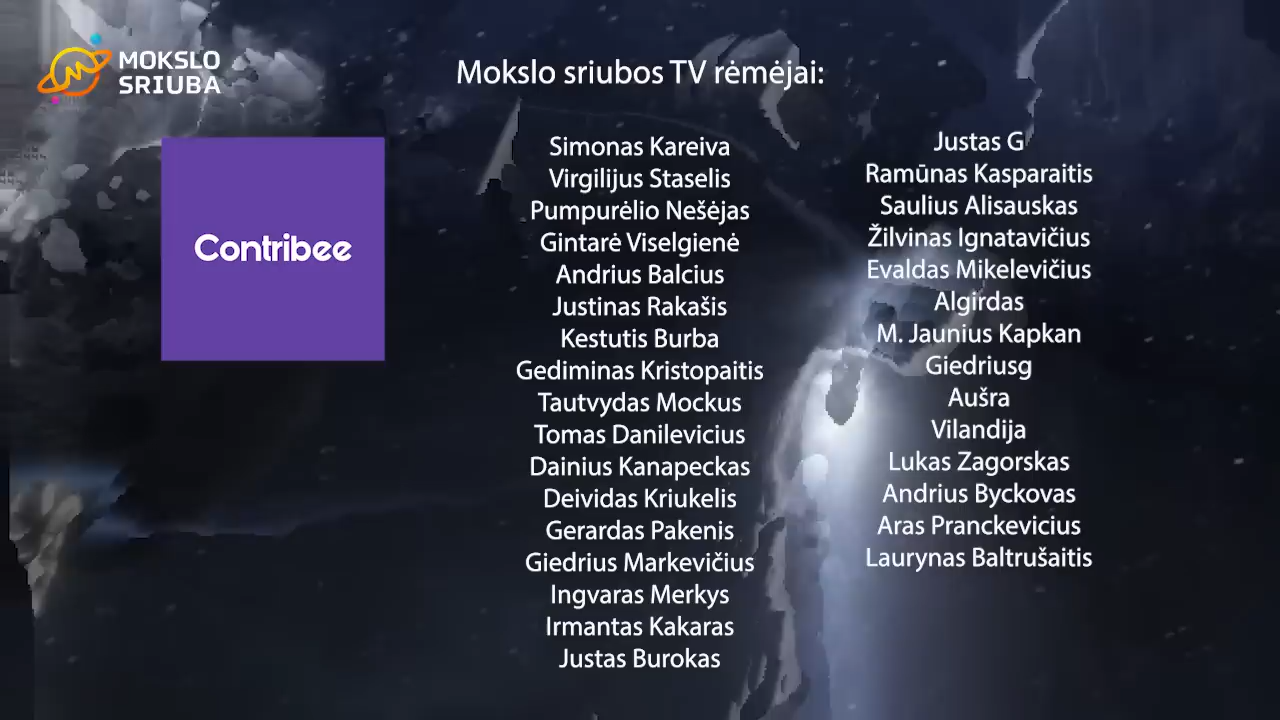 MOKSLO
SRIUBA
Mokslo sriubos TV rėmėjai:
Contribee
Simonas Kareiva
Virgilijus Staselis
Pumpurėlio Nešėjas
Gintarė Viselgienė
Andrius Balcius
Justinas Rakašis
Kestutis Burba
Gediminas Kristopaitis
Tautvydas Mockus
Tomas Danilevicius
Dainius Kanapeckas
Deividas Kriukelis
Gerardas Pakenis
Giedrius Markevičius
Ingvaras Merkys
Irmantas Kakaras
Justas Burokas
Justas G
Ramūnas Kasparaitis
Saulius Alisauskas
Žilvinas Ignatavičius
Evaldas Mikelevičius
Algirdas
M. Jaunius Kapkan
Giedriusg
Aušra
Vilandija
Lukas Zagorskas
Andrius Byckovas
Aras Pranckevicius
Laurynas Baltrušaitis